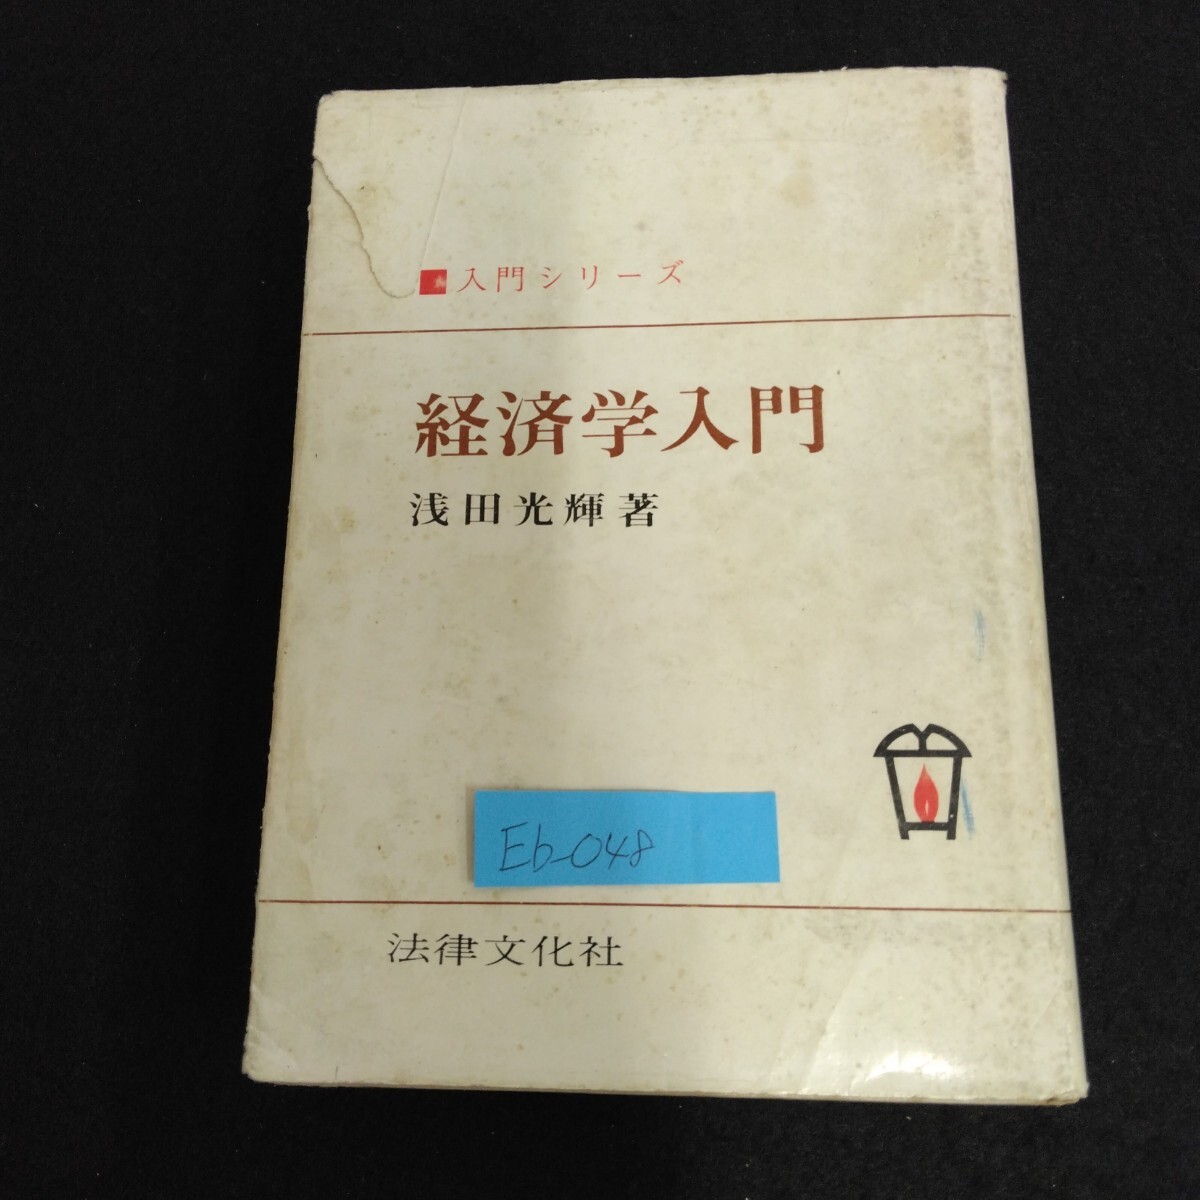 ■入門シリーズ
経済学入門
浅田光輝著
Eb-048
法律文化社